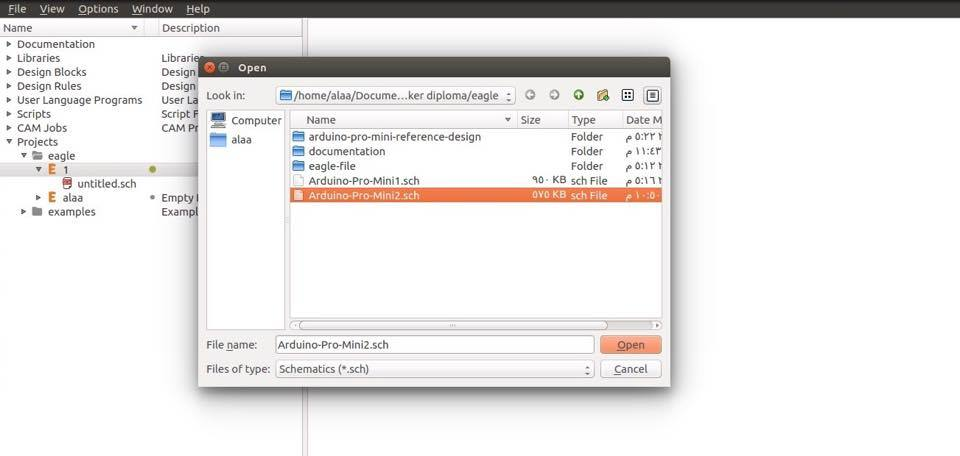 File View Options Window Help
Name Description
Documentation
Libraries Librarie
Design Blocks Design
Design Rules Design
User Language Programs User La
Scripts Script F
CAM Jobs CAM Pr
Projects
eagle
1
untitled.sch
alaa Empty
examples Exampl
Open
Look in: /home/alaa/Docume...ker diploma/eagle
Computer
alaa
Name Size Type Date M
arduino-pro-mini-reference-design Folder ٥:٢٢ م
documentation Folder ١١:٤٣ م
eagle-file Folder ٥:١٢ م
Arduino-Pro-Mini1.sch ٩٥٠ KB sch File ٥:١٦ م
Arduino-Pro-Mini2.sch ٥٧٥ KB sch File ١٠:٥٠ م
File name: Arduino-Pro-Mini2.sch Open
Files of type: Schematics (*.sch) Cancel